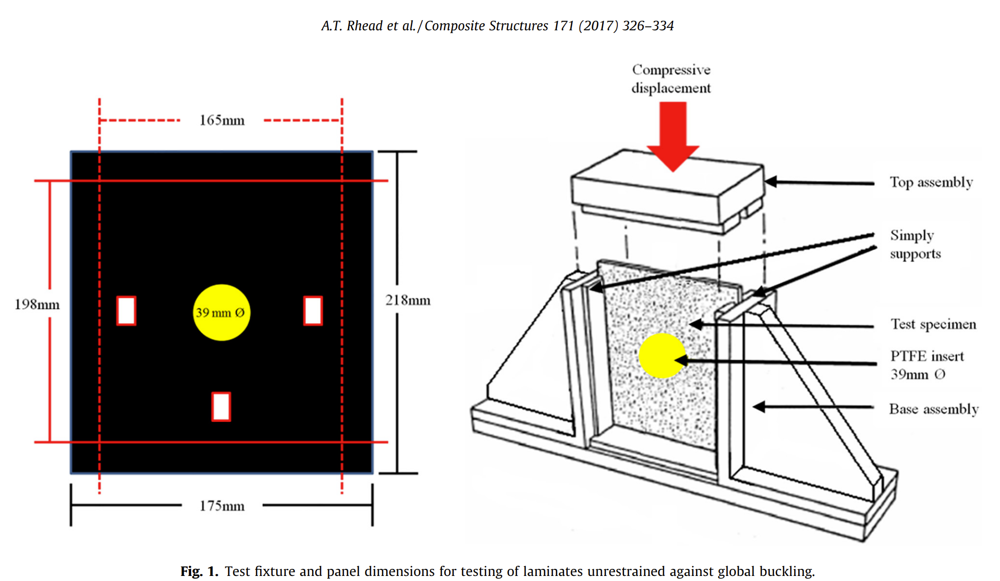 A.T. Rhead et al. / Composite Structures 171 (2017) 326–334
Compressive
displacement
165mm
Top assembly
Simply
supports
198mm
39 mm Ø
218mm
Test specimen
PTFE insert
39mm Ø
Base assembly
175mm
Fig. 1. Test fixture and panel dimensions for testing of laminates unrestrained against global buckling.